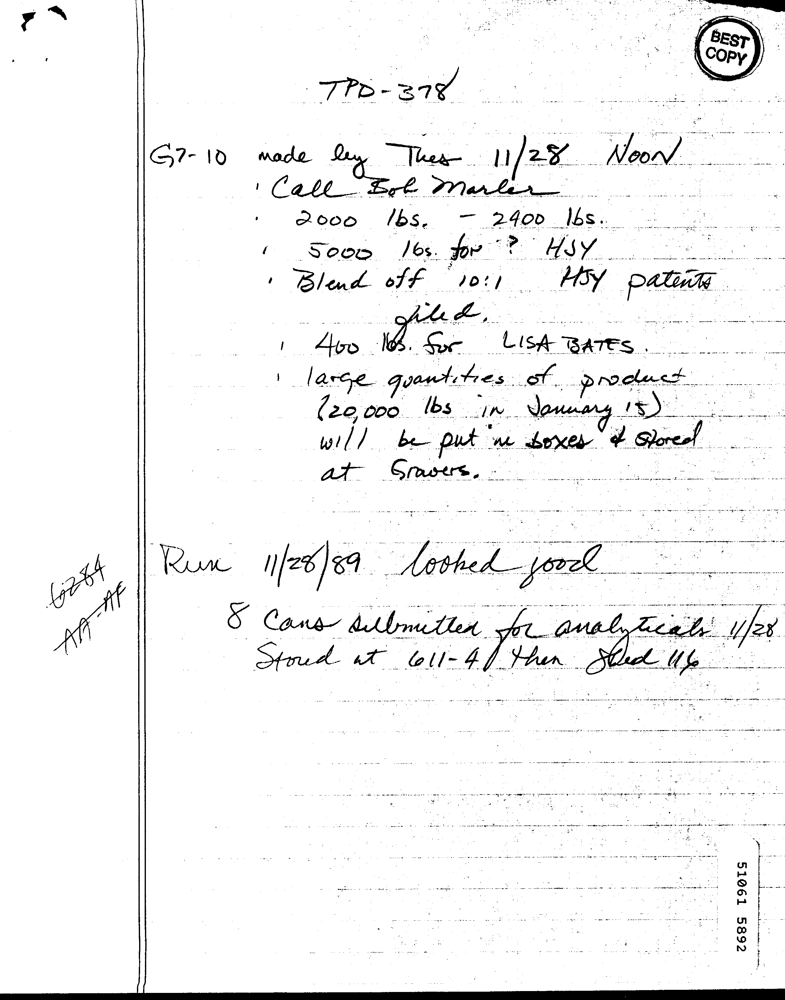 BEST
COPY
TPD-378
G7-10 made by Thes 11/28 NOON
· Call Bob Marler
· 2000 lbs. - 2400 lbs.
· 5000 lbs. for ? HSY
· Blend off 10:1 HSY patents
filed.
· 400 lbs. for LISA BATES.
· large quantities of product
(20,000 lbs in January 15)
will be put in boxes & stored
at Gravers.
Run 11/28/89 looked good
6284
AA-AF
8 Cans submitted for analyticals 11/28
Stored at 611-4 then Shed 116
51061 5892